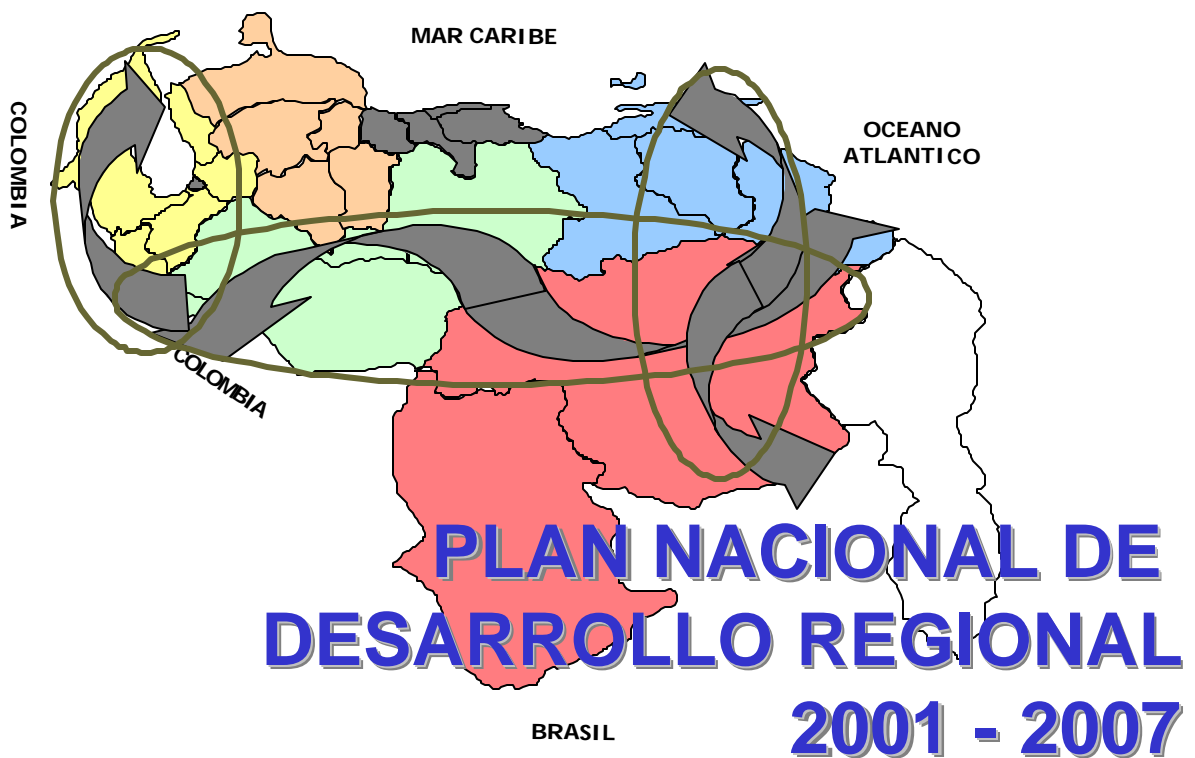 MAR CARIBE
COLOMBIA
OCEANO
ATLANTICO
COLOMBIA
PLAN NACIONAL DE
DESARROLLO REGIONAL
BRASIL
2001 - 2007